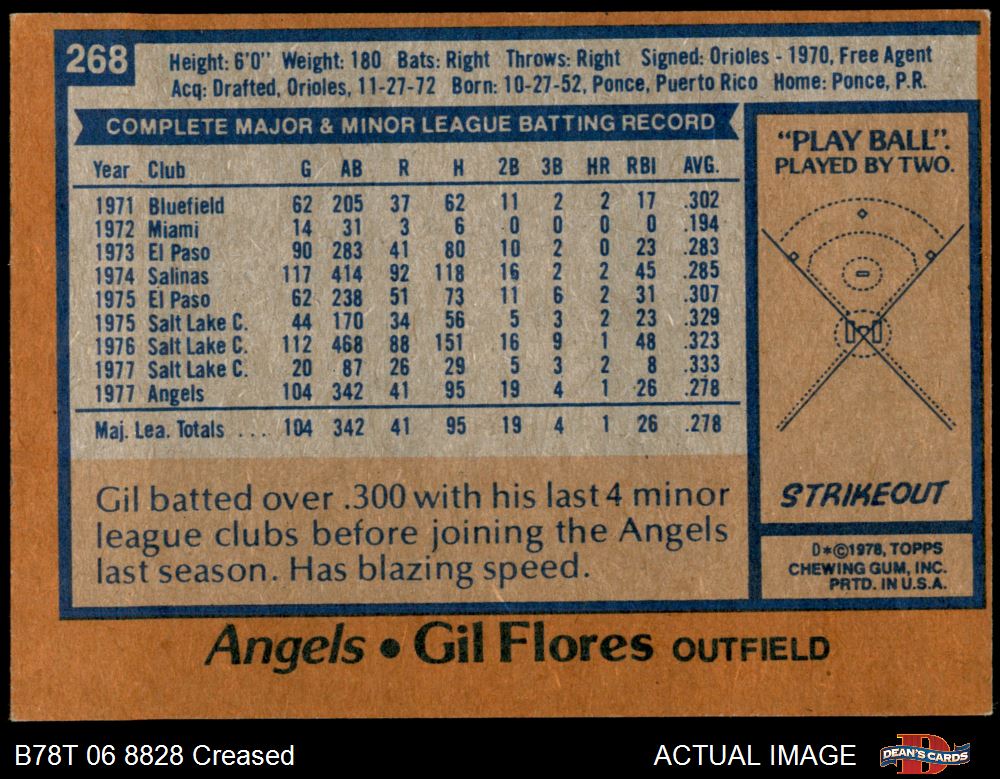 268
Height: 6'0" Weight: 180 Bats: Right Throws: Right Signed: Orioles - 1970, Free Agent
Acq: Drafted, Orioles, 11-27-72 Born: 10-27-52, Ponce, Puerto Rico Home: Ponce, P.R.
COMPLETE MAJOR & MINOR LEAGUE BATTING RECORD
Year Club G AB R H 2B 3B HR RBI AVG.
1971 Bluefield 62 205 37 62 11 2 2 17 .302
1972 Miami 14 31 3 6 0 0 0 0 .194
1973 El Paso 90 283 41 80 10 2 0 23 .283
1974 Salinas 117 414 92 118 16 2 2 45 .285
1975 El Paso 62 238 51 73 11 6 2 31 .307
1975 Salt Lake C. 44 170 34 56 5 3 2 23 .329
1976 Salt Lake C. 112 468 88 151 16 9 1 48 .323
1977 Salt Lake C. 20 87 26 29 5 3 2 8 .333
1977 Angels 104 342 41 95 19 4 1 26 .278
Maj. Lea. Totals .... 104 342 41 95 19 4 1 26 .278
Gil batted over .300 with his last 4 minor
league clubs before joining the Angels
last season. Has blazing speed.
"PLAY BALL":
PLAYED BY TWO.
STRIKEOUT
D*©1978, TOPPS
CHEWING GUM, INC.
PRTD. IN U.S.A.
Angels • Gil Flores OUTFIELD
B78T 06 8828 Creased
ACTUAL IMAGE
D
DEAN'S CARDS